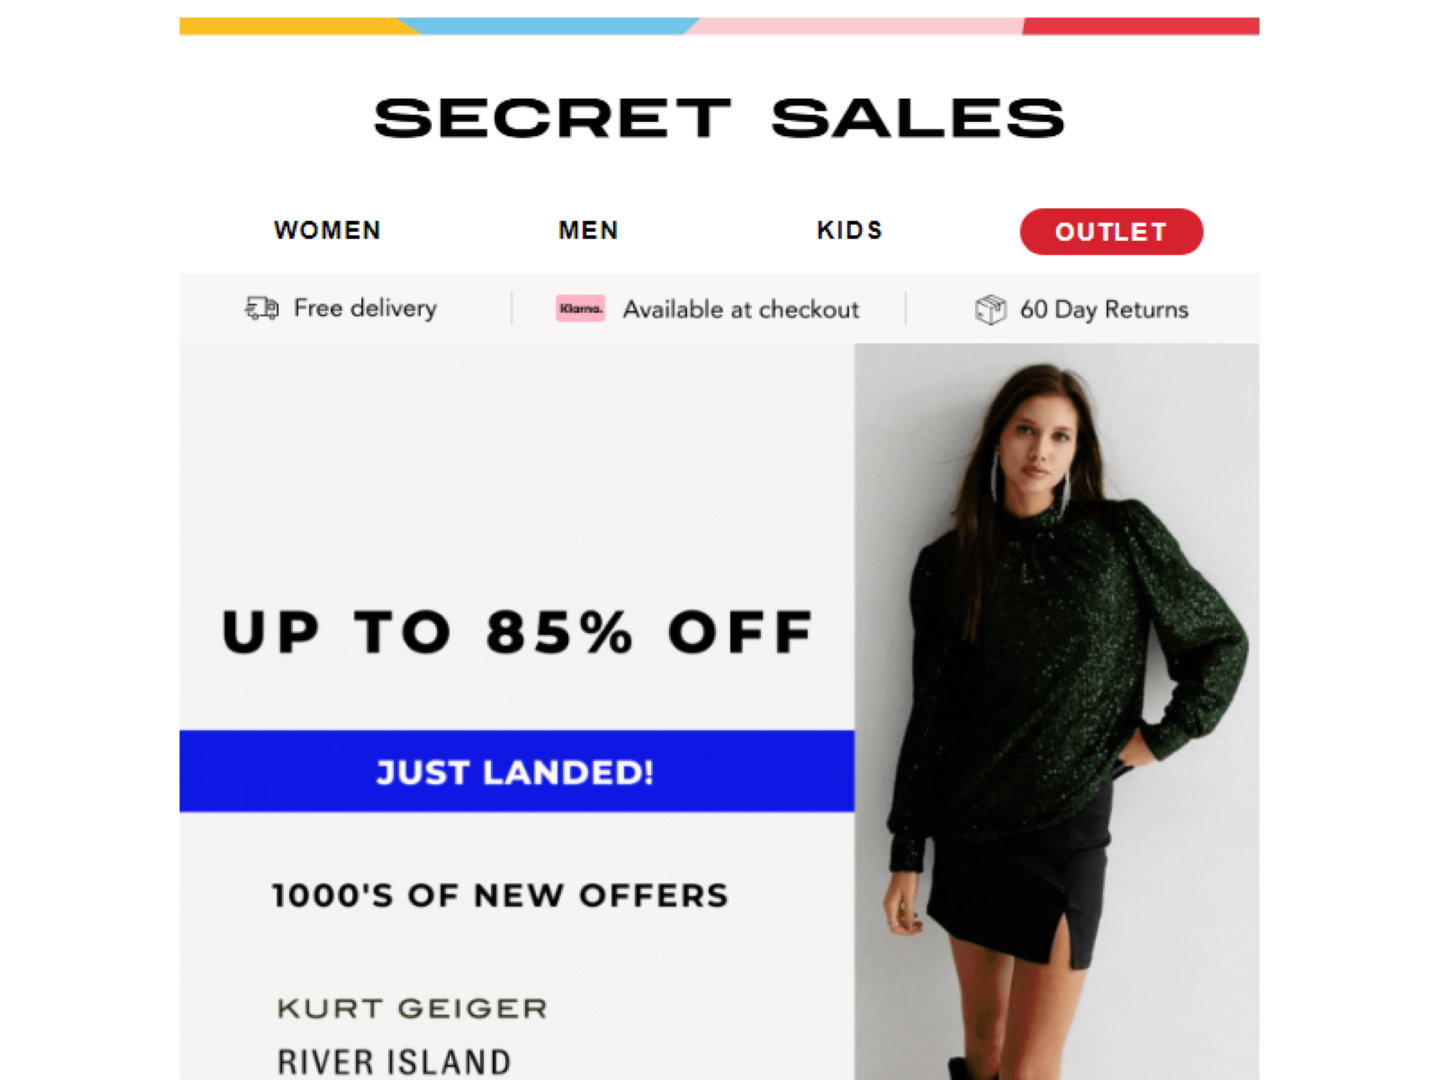 SECRET SALES
WOMEN MEN KIDS OUTLET
Free delivery Klarna. Available at checkout 60 Day Returns
UP TO 85% OFF
JUST LANDED!
1000'S OF NEW OFFERS
KURT GEIGER
RIVER ISLAND